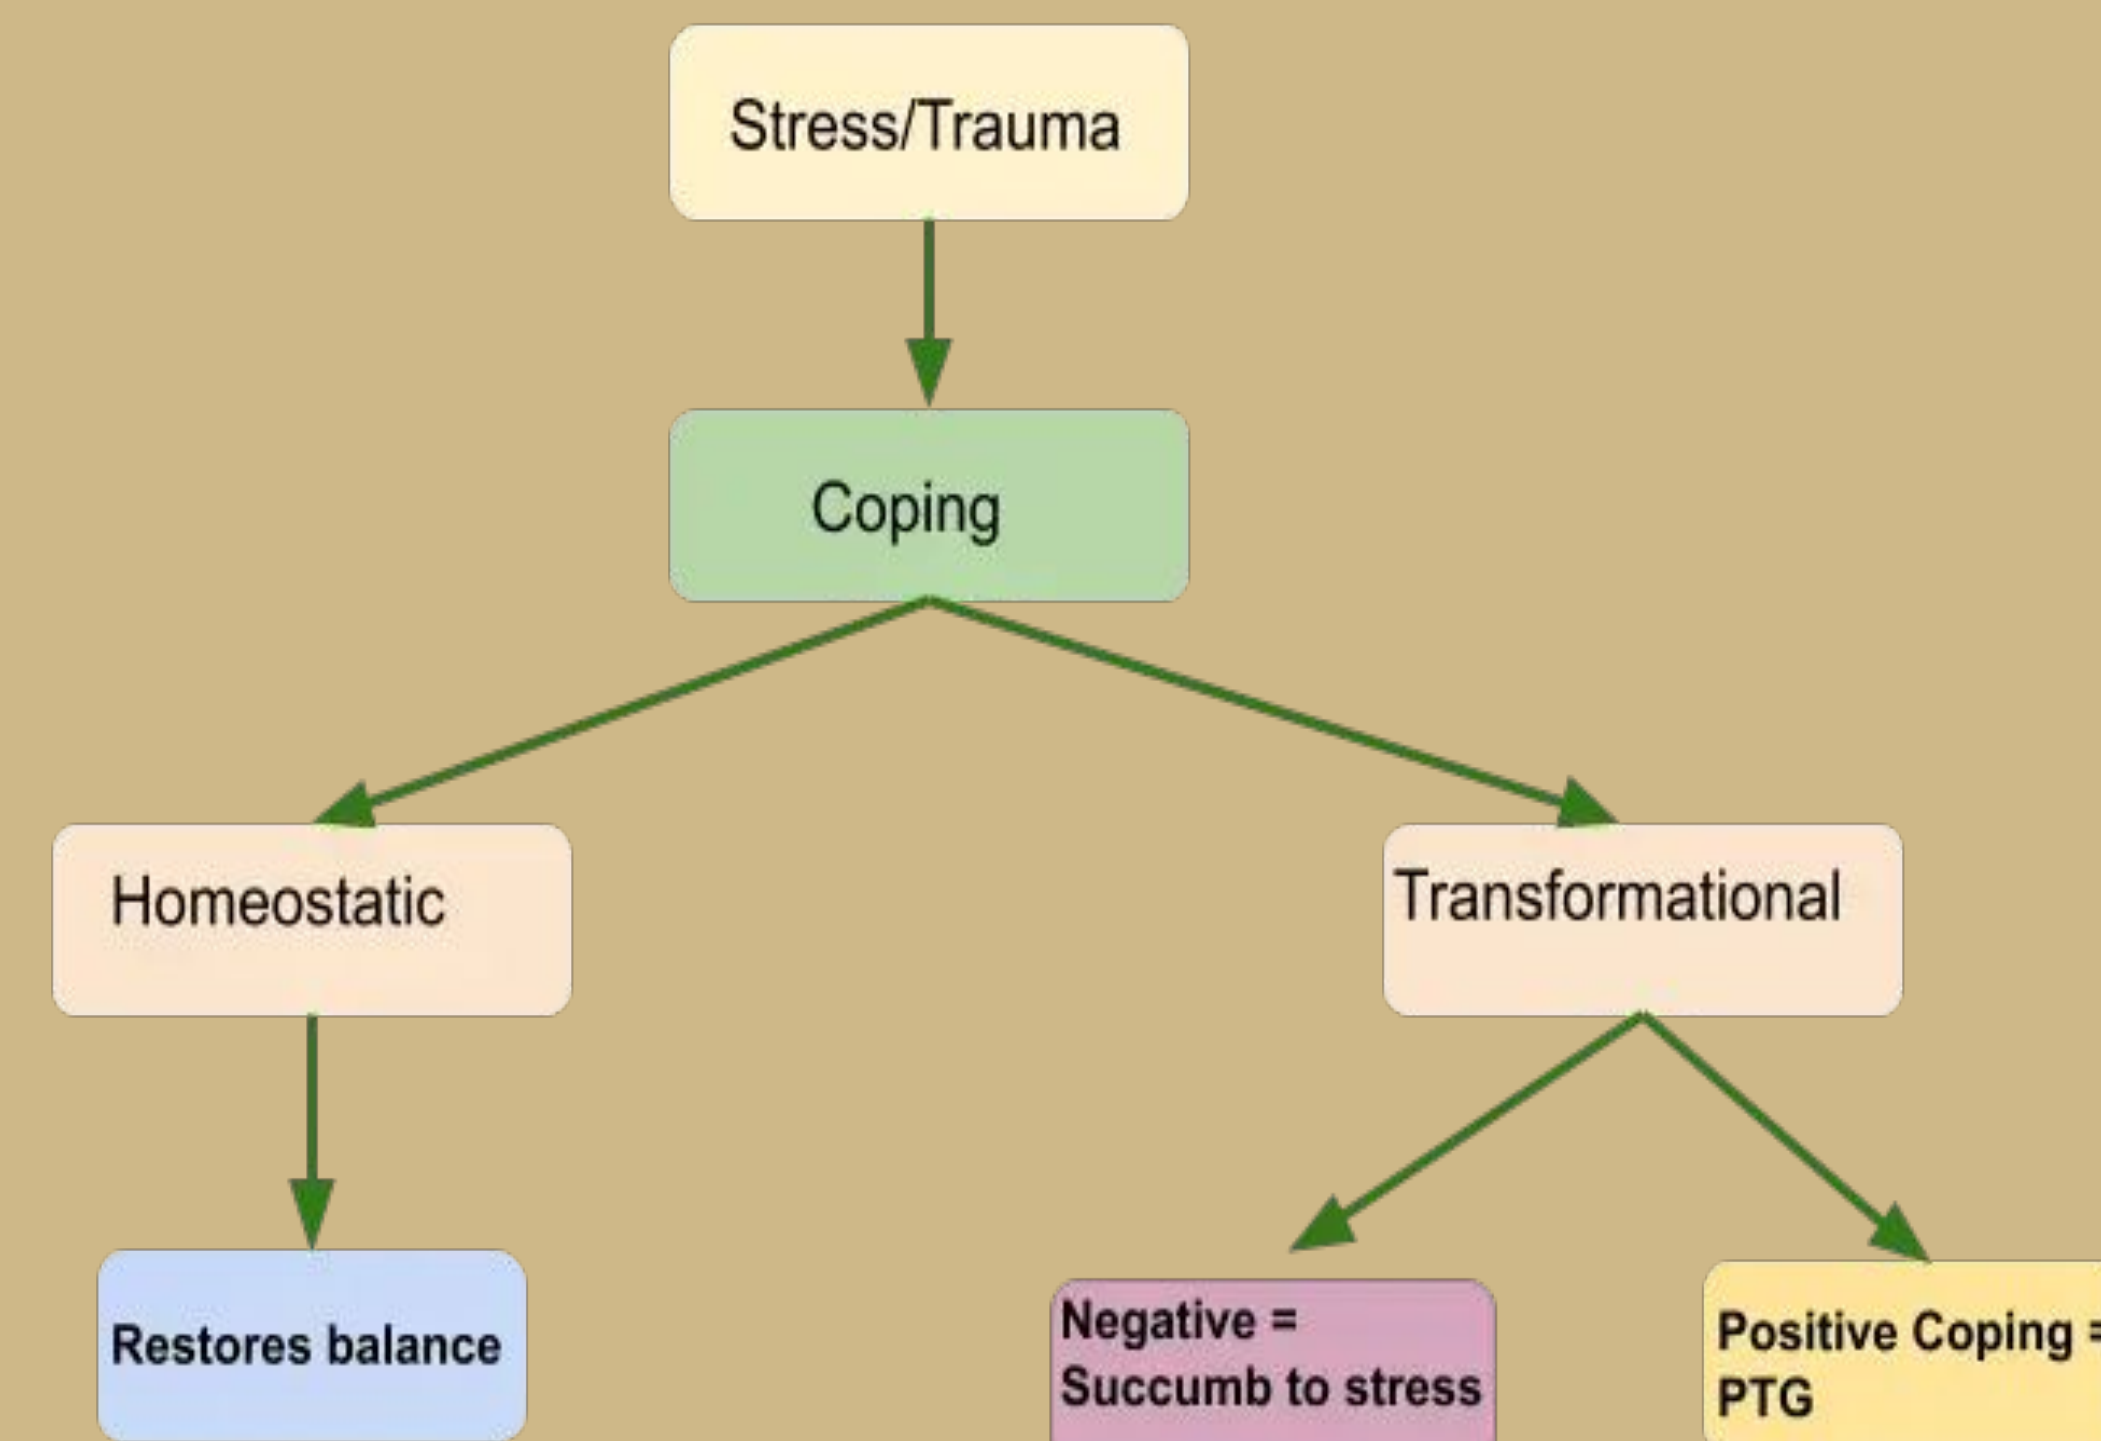 Stress/Trauma
Coping
Homeostatic
Transformational
Restores balance
Negative =
Succumb to stress
Positive Coping =
PTG